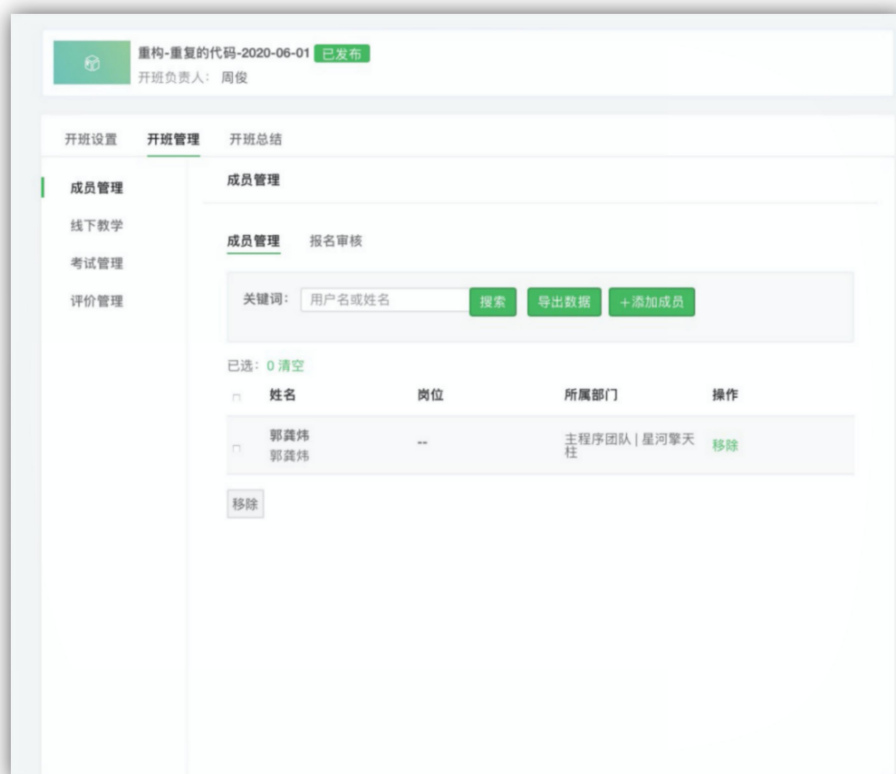 重构-重复的代码-2020-06-01 已发布
开班负责人： 周俊
开班设置 开班管理 开班总结
成员管理
线下教学
考试管理
评价管理
成员管理
成员管理 报名审核
关键词： 用户名或姓名 搜索 导出数据 +添加成员
已选：0 清空
姓名 岗位 所属部门 操作
郭龚炜
郭龚炜
--
主程序团队 | 星河擎天
柱
移除
移除